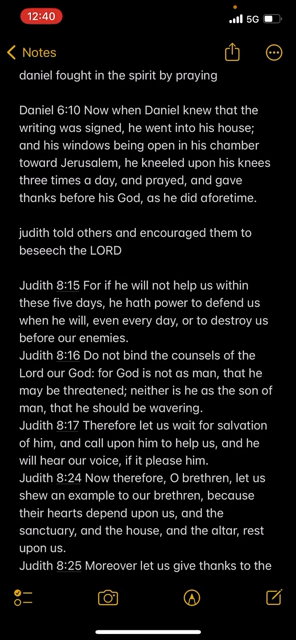 12:40
5G
Notes
daniel fought in the spirit by praying
Daniel 6:10 Now when Daniel knew that the
writing was signed, he went into his house;
and his windows being open in his chamber
toward Jerusalem, he kneeled upon his knees
three times a day, and prayed, and gave
thanks before his God, as he did aforetime.
judith told others and encouraged them to
beseech the LORD
Judith 8:15 For if he will not help us within
these five days, he hath power to defend us
when he will, even every day, or to destroy us
before our enemies.
Judith 8:16 Do not bind the counsels of the
Lord our God: for God is not as man, that he
may be threatened; neither is he as the son of
man, that he should be wavering.
Judith 8:17 Therefore let us wait for salvation
of him, and call upon him to help us, and he
will hear our voice, if it please him.
Judith 8:24 Now therefore, O brethren, let us
shew an example to our brethren, because
their hearts depend upon us, and the
sanctuary, and the house, and the altar, rest
upon us.
Judith 8:25 Moreover let us give thanks to the